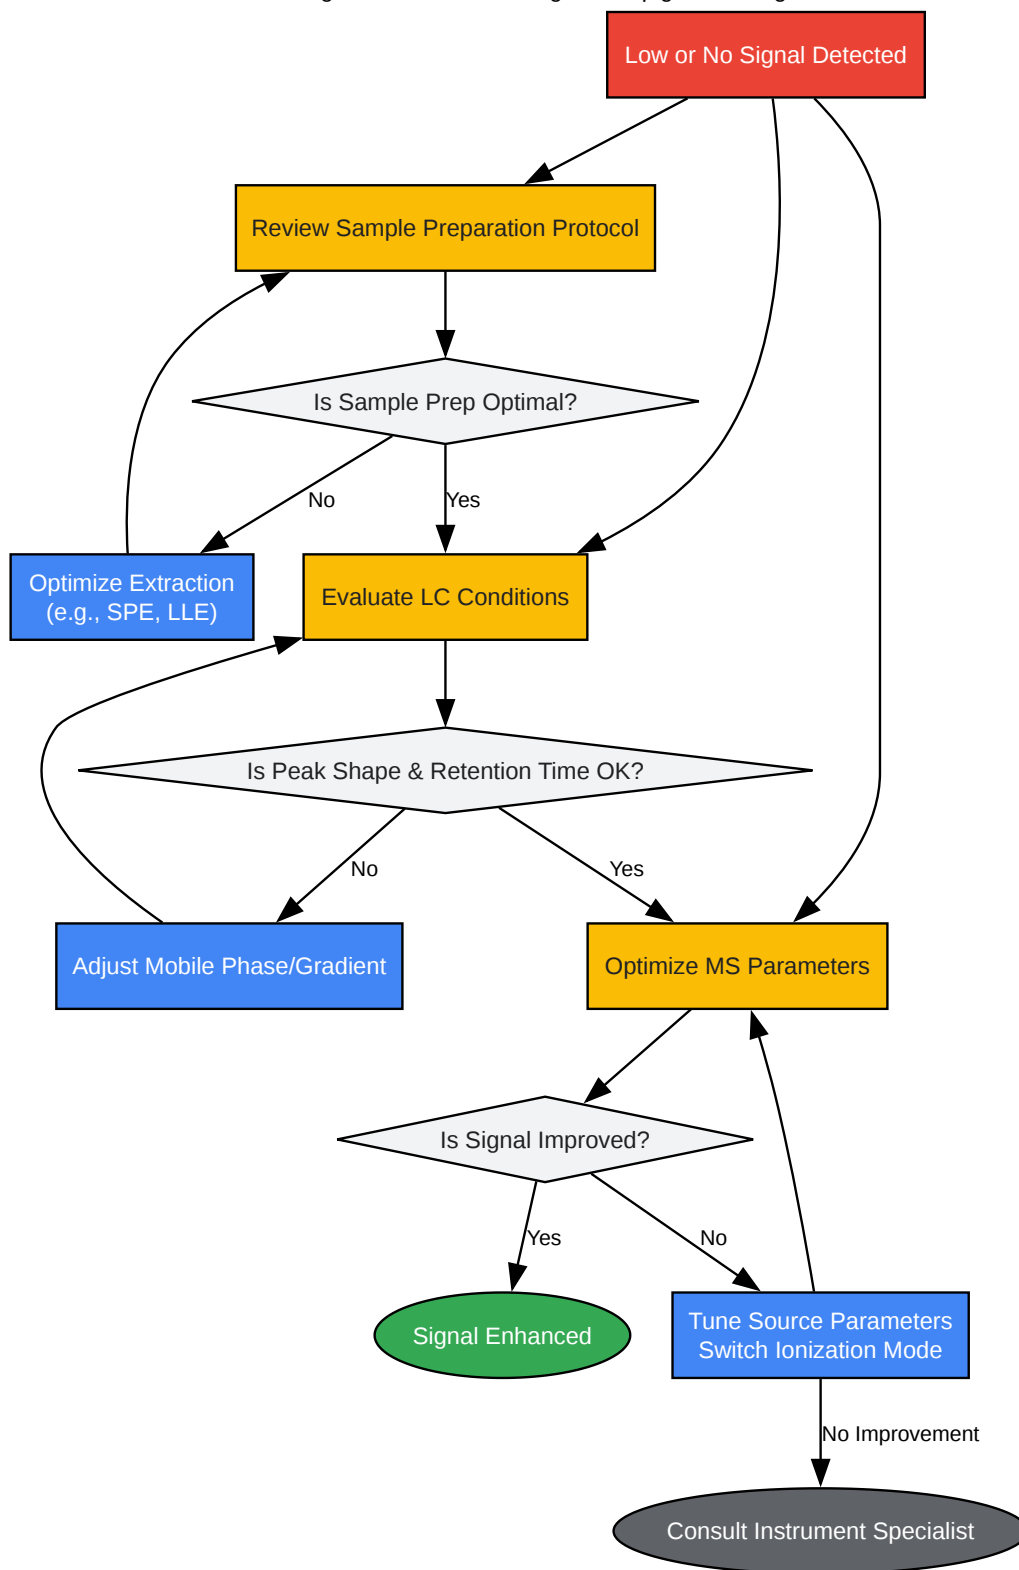 Low or No Signal Detected
Review Sample Preparation Protocol
Is Sample Prep Optimal?
No
Yes
Optimize Extraction
(e.g., SPE, LLE)
Evaluate LC Conditions
Is Peak Shape & Retention Time OK?
No
Yes
Adjust Mobile Phase/Gradient
Optimize MS Parameters
Is Signal Improved?
Yes
No
Signal Enhanced
Tune Source Parameters
Switch Ionization Mode
No Improvement
Consult Instrument Specialist